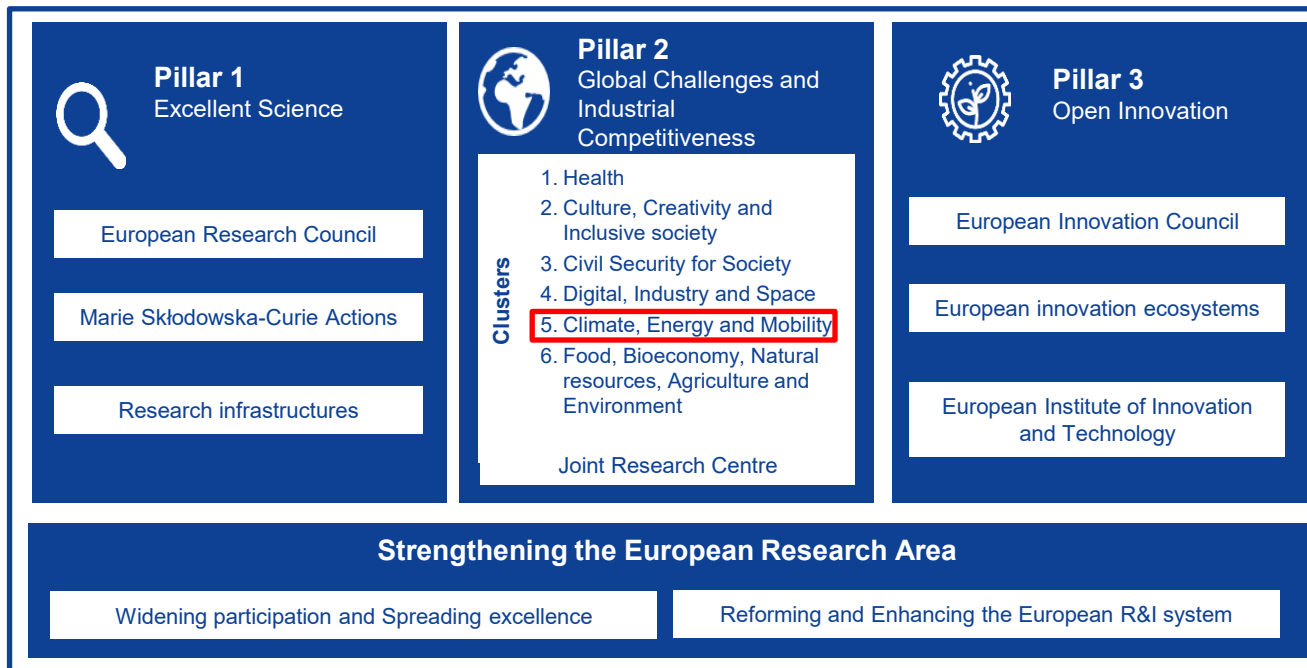 Pillar 1
Excellent Science
European Research Council
Marie Skłodowska-Curie Actions
Research infrastructures
Pillar 2
Global Challenges and
Industrial
Competitiveness
Clusters
1. Health
2. Culture, Creativity and
Inclusive society
3. Civil Security for Society
4. Digital, Industry and Space
5. Climate, Energy and Mobility
6. Food, Bioeconomy, Natural
resources, Agriculture and
Environment
Joint Research Centre
Pillar 3
Open Innovation
European Innovation Council
European innovation ecosystems
European Institute of Innovation
and Technology
Strengthening the European Research Area
Widening participation and Spreading excellence
Reforming and Enhancing the European R&I system